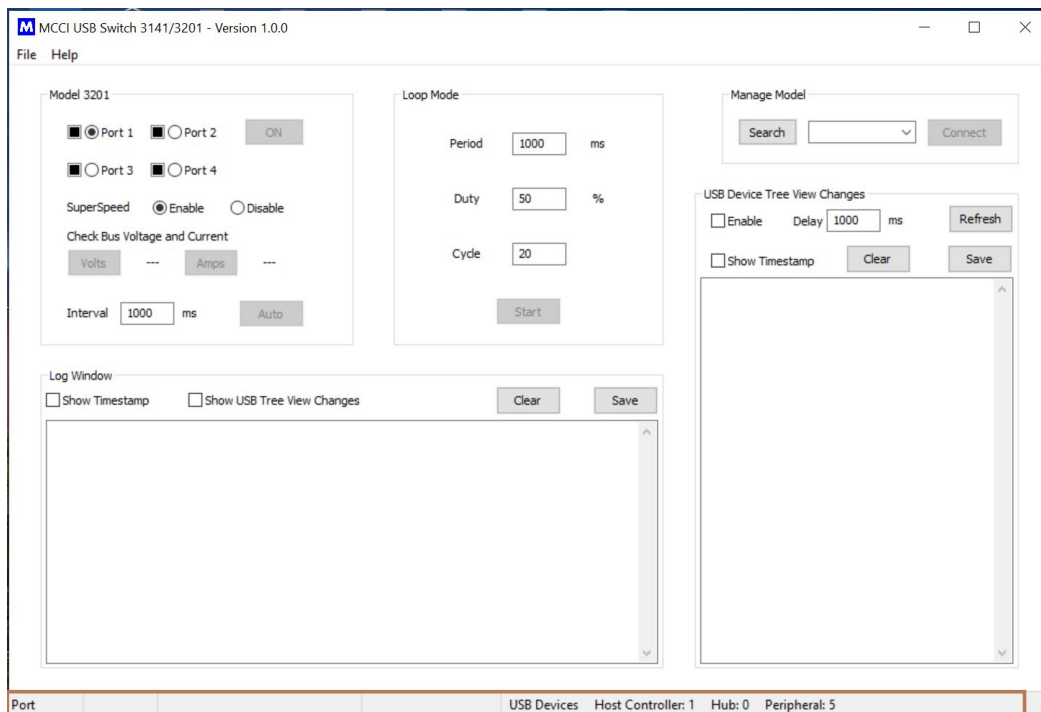 MCCI USB Switch 3141/3201 - Version 1.0.0
File Help
Model 3201
Port 1 Port 2 ON
Port 3 Port 4
SuperSpeed Enable Disable
Check Bus Voltage and Current
Volts --- Amps ---
Interval 1000 ms Auto
Loop Mode
Period 1000 ms
Duty 50 %
Cycle 20
Start
Manage Model
Search Connect
USB Device Tree View Changes
Enable Delay 1000 ms Refresh
Show Timestamp Clear Save
Log Window
Show Timestamp Show USB Tree View Changes Clear Save
Port USB Devices Host Controller: 1 Hub: 0 Peripheral: 5